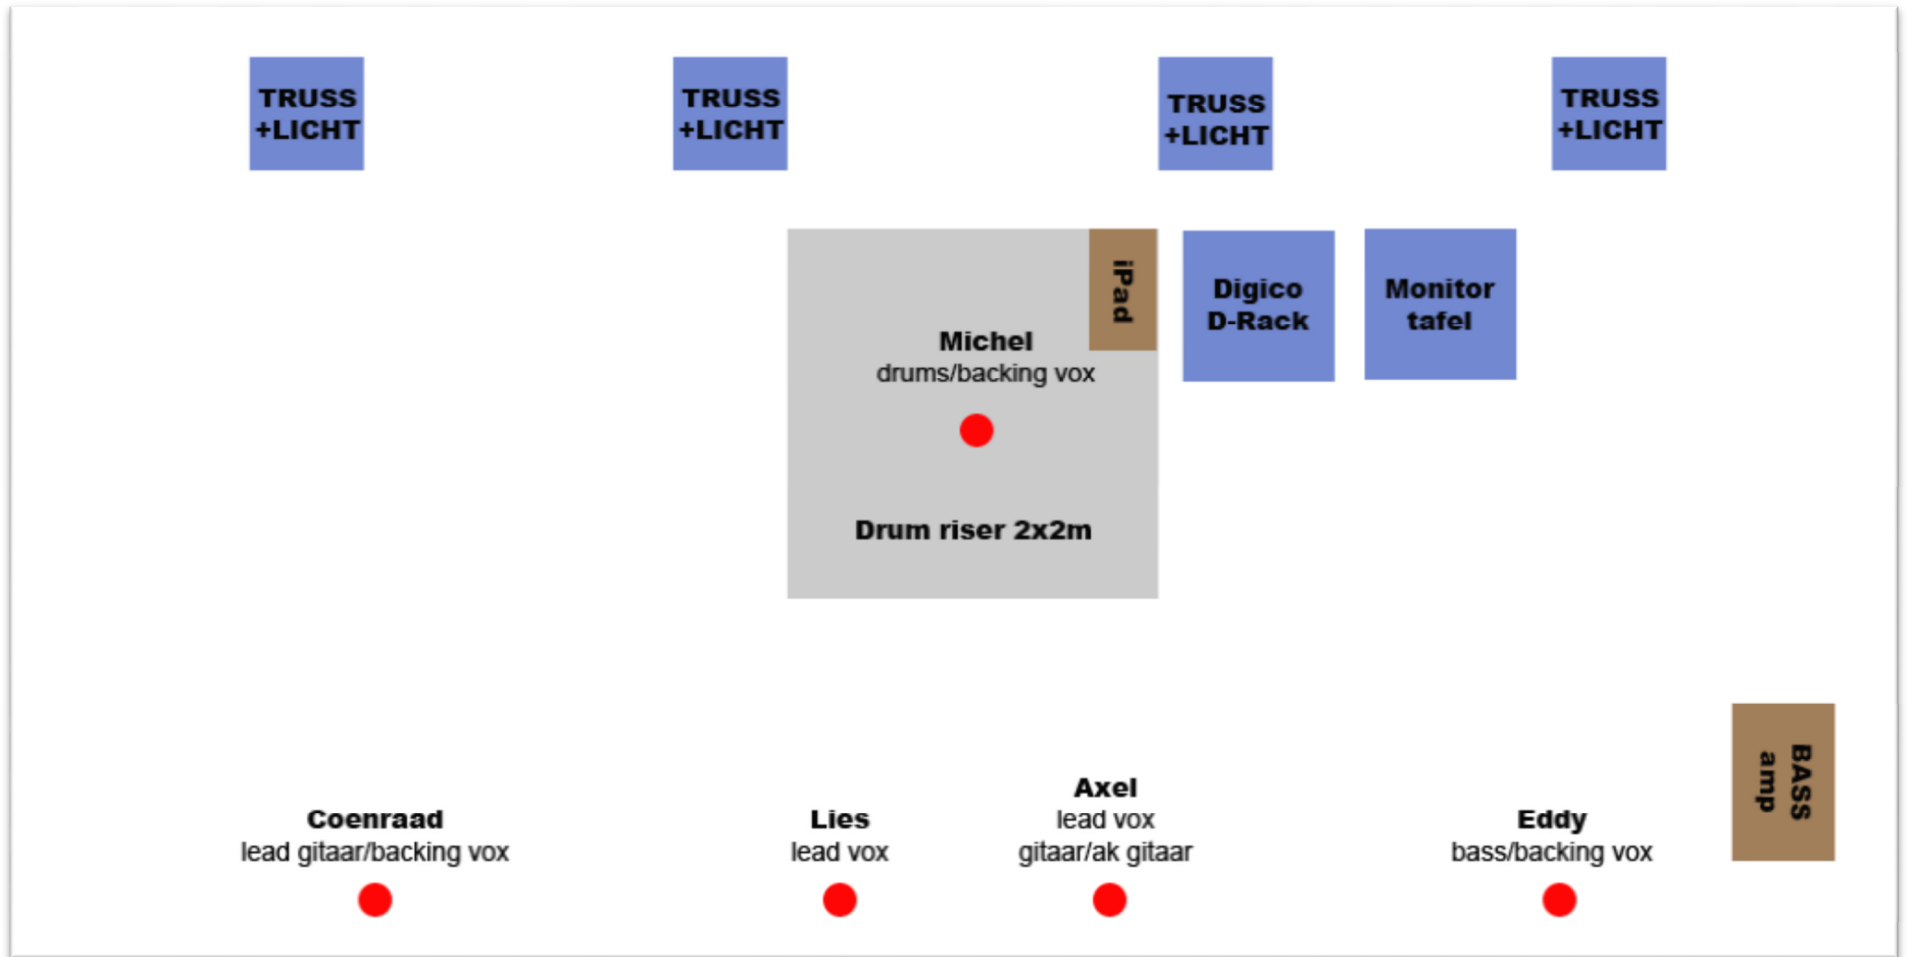 TRUSS
+LICHT
TRUSS
+LICHT
TRUSS
+LICHT
TRUSS
+LICHT
iPad
Digico
D-Rack
Monitor
tafel
Michel
drums/backing vox
Drum riser 2x2m
BASS
amp
Coenraad
lead gitaar/backing vox
Lies
lead vox
Axel
lead vox
gitaar/ak gitaar
Eddy
bass/backing vox